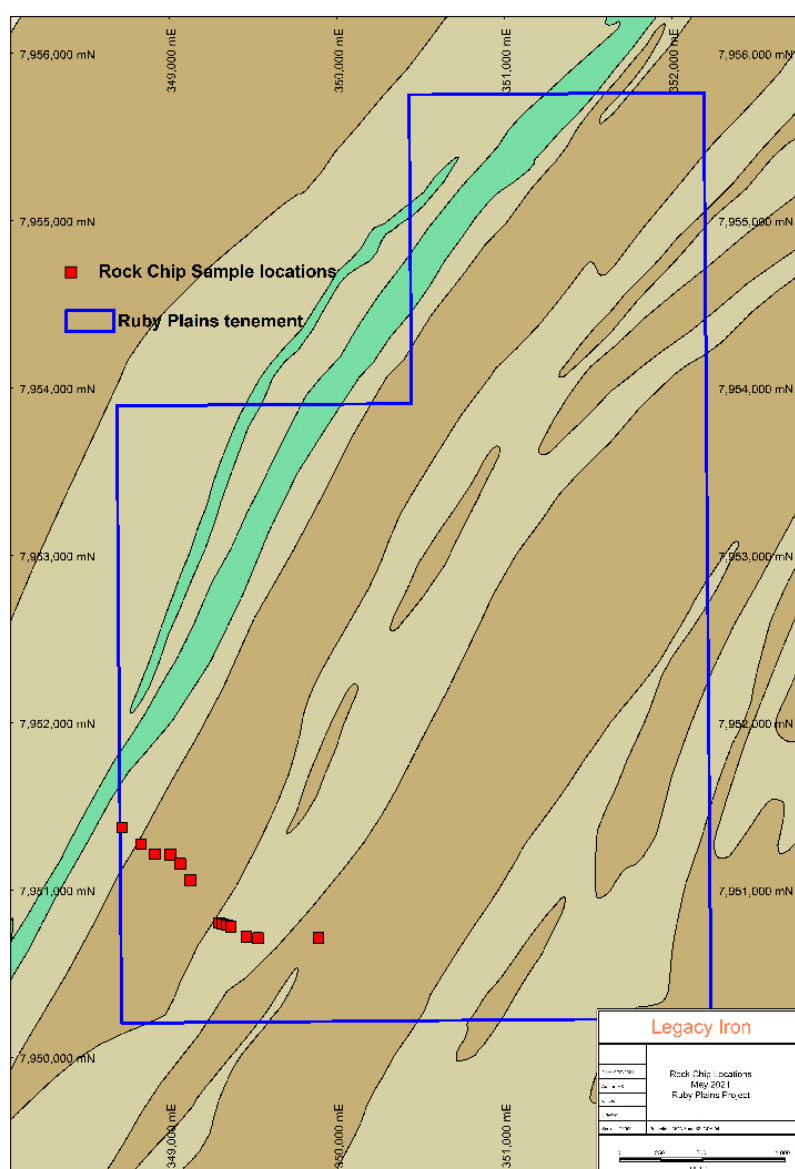 349,000 mE
350,000 mE
351,000 mE
352,000 mE
7,956,000 mN
7,956,000 mN
7,955,000 mN
7,955,000 mN
Rock Chip Sample locations
Ruby Plains tenement
7,954,000 mN
7,954,000 mN
7,953,000 mN
7,953,000 mN
7,952,000 mN
7,952,000 mN
7,951,000 mN
7,951,000 mN
7,950,000 mN
349,000 mE
350,000 mE
351,000 mE
Legacy Iron
Rock Chip Locations
May 2021
Ruby Plains Project